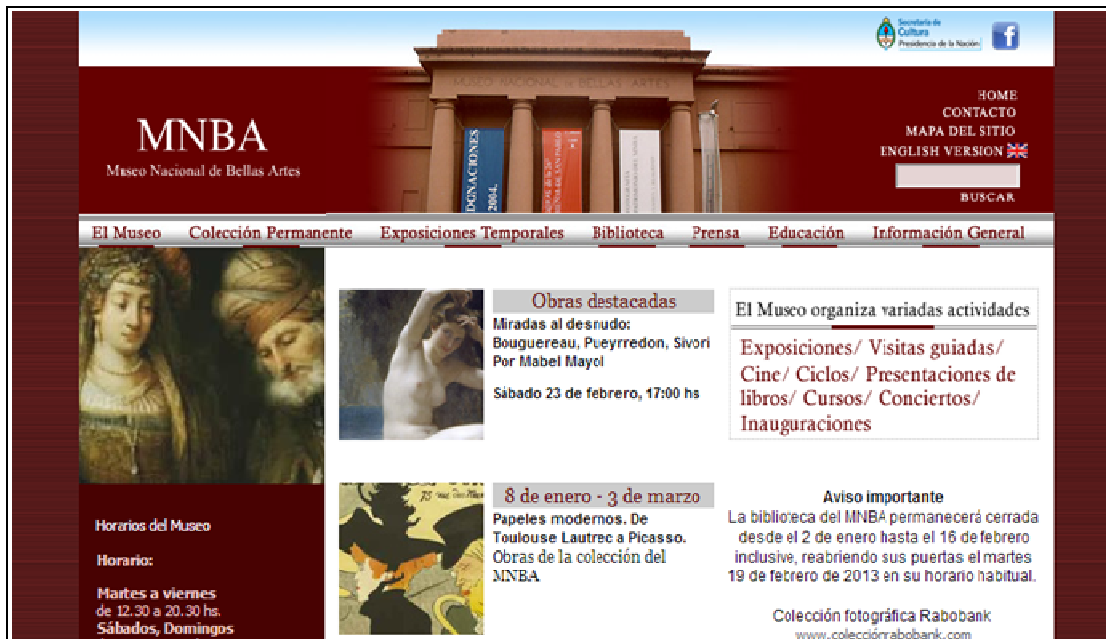 Secretaría de
Cultura
Presidencia de la Nación
f
MUSEO NACIONAL de BELLAS ARTES
MNBA
Museo Nacional de Bellas Artes
DONACIONES
2004.
HOME
CONTACTO
MAPA DEL SITIO
ENGLISH VERSION
BUSCAR
El Museo Colección Permanente Exposiciones Temporales Biblioteca Prensa Educación Información General
Obras destacadas
Miradas al desnudo:
Bouguereau, Pueyrredon, Sivori
Por Mabel Mayol
Sábado 23 de febrero, 17:00 hs
El Museo organiza variadas actividades
Exposiciones/ Visitas guiadas/
Cine/ Ciclos/ Presentaciones de
libros/ Cursos/ Conciertos/
Inauguraciones
Horarios del Museo
Horario:
Martes a viernes
de 12.30 a 20.30 hs.
Sábados, Domingos
75
8 de enero - 3 de marzo
Papeles modernos. De
Toulouse Lautrec a Picasso.
Obras de la colección del
MNBA
Aviso importante
La biblioteca del MNBA permanecerá cerrada
desde el 2 de enero hasta el 16 de febrero
inclusive, reabriendo sus puertas el martes
19 de febrero de 2013 en su horario habitual.
Colección fotográfica Rabobank
www.coleccionrabobank.com